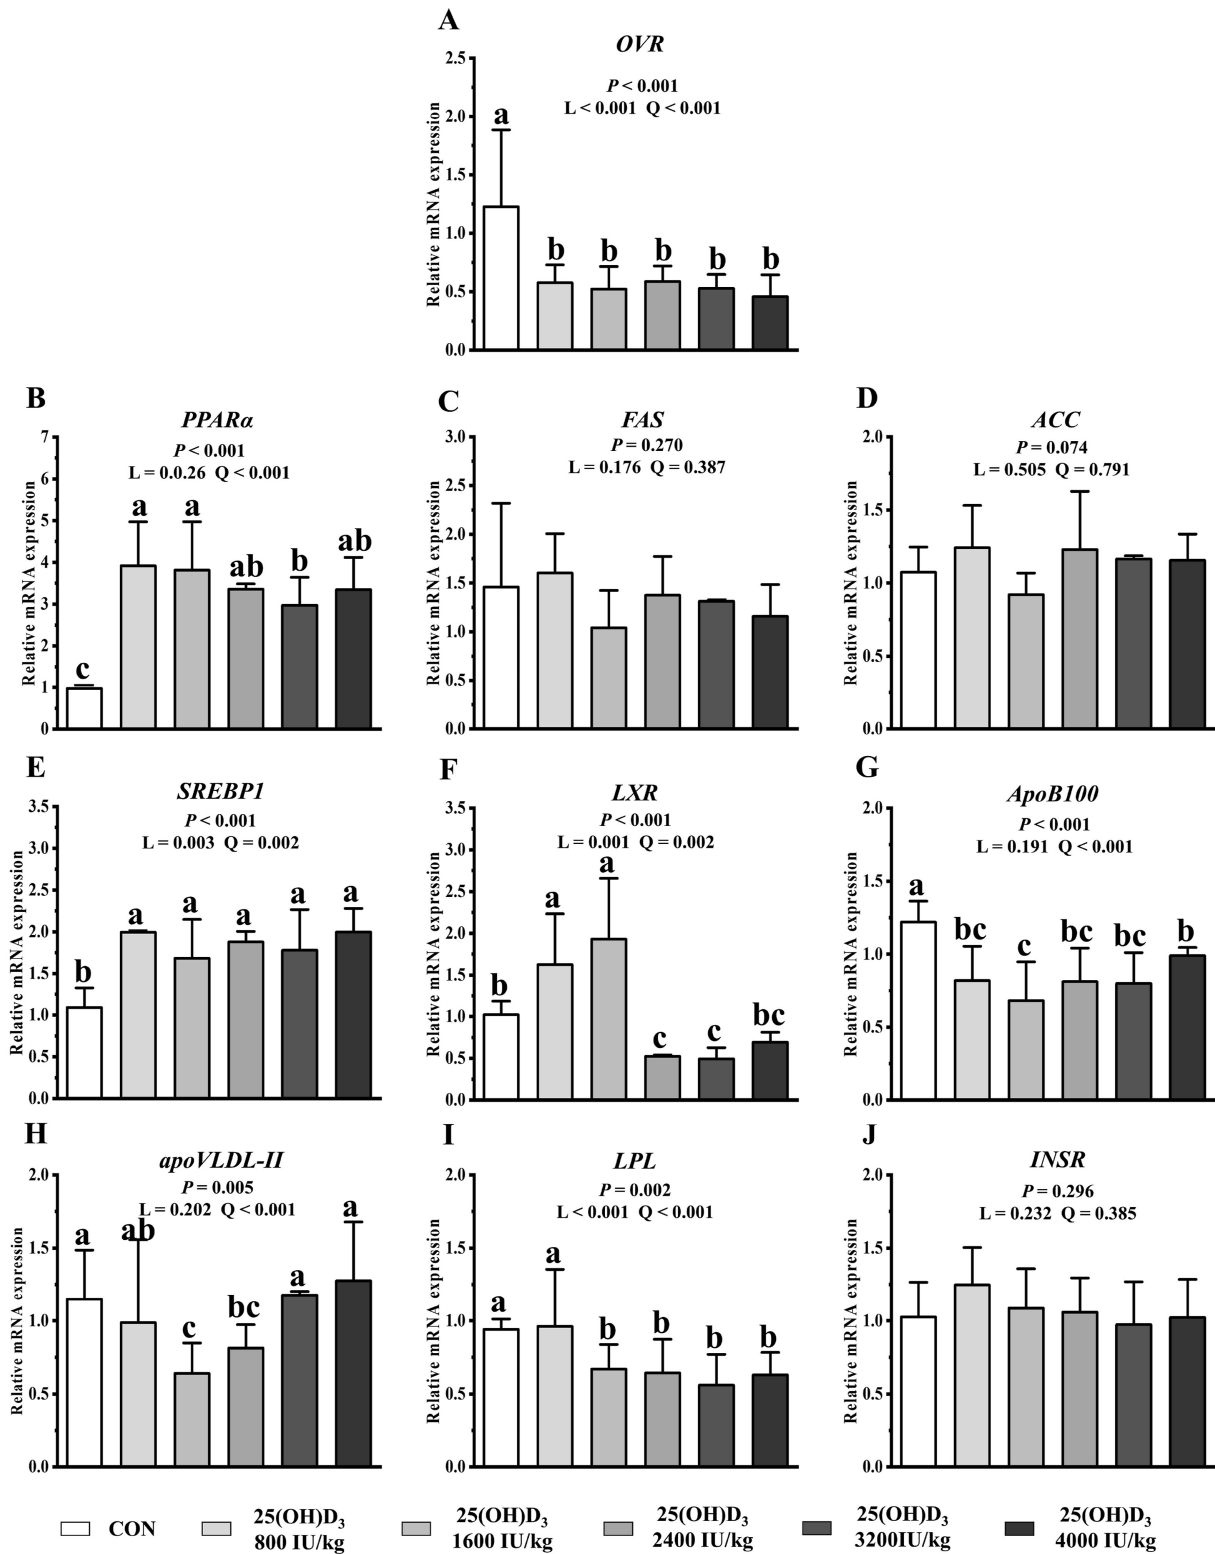 A
OVR
P < 0.001
L < 0.001 Q < 0.001
Relative mRNA expression
2.5
2.0
1.5
1.0
0.5
0.0
a
b
b
b
b
b
B
PPARα
P < 0.001
L = 0.0.26 Q < 0.001
Relative mRNA expression
7
6
5
4
3
2
1
0
c
a
a
ab
b
ab
C
FAS
P = 0.270
L = 0.176 Q = 0.387
Relative mRNA expression
3.0
2.5
2.0
1.5
1.0
0.5
0.0
D
ACC
P = 0.074
L = 0.505 Q = 0.791
Relative mRNA expression
2.0
1.5
1.0
0.5
0.0
E
SREBP1
P < 0.001
L = 0.003 Q = 0.002
Relative mRNA expression
3.5
3.0
2.5
2.0
1.5
1.0
0.5
0.0
b
a
a
a
a
a
F
LXR
P < 0.001
L = 0.001 Q = 0.002
Relative mRNA expression
3.5
3.0
2.5
2.0
1.5
1.0
0.5
0.0
b
a
a
c
c
bc
G
ApoB100
P < 0.001
L = 0.191 Q < 0.001
Relative mRNA expression
2.0
1.5
1.0
0.5
0.0
a
bc
c
bc
bc
b
H
apoVLDL-II
P = 0.005
L = 0.202 Q < 0.001
Relative mRNA expression
2.0
1.5
1.0
0.5
0.0
a
ab
c
bc
a
a
I
LPL
P = 0.002
L < 0.001 Q < 0.001
Relative mRNA expression
2.0
1.5
1.0
0.5
0.0
a
a
b
b
b
b
J
INSR
P = 0.296
L = 0.232 Q = 0.385
Relative mRNA expression
2.0
1.5
1.0
0.5
0.0
CON
25(OH)D3
800 IU/kg
25(OH)D3
1600 IU/kg
25(OH)D3
2400 IU/kg
25(OH)D3
3200IU/kg
25(OH)D3
4000 IU/kg